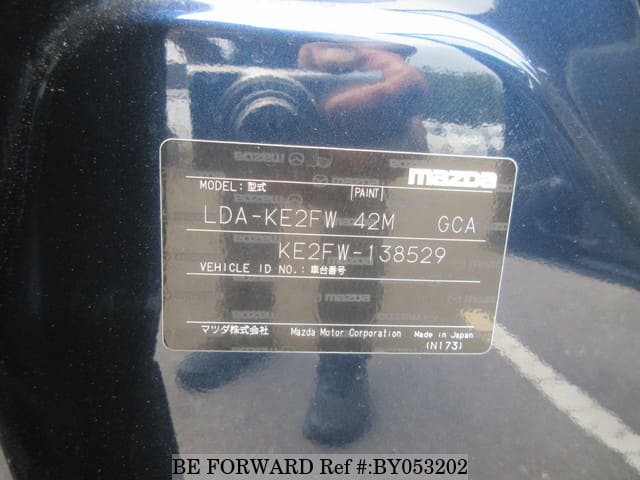 mazda
MODEL: 型式 PAINT
LDA-KE2FW 42M GCA
KE2FW-138529
VEHICLE ID NO.: 車台番号
マツダ株式会社 Mazda Motor Corporation Made in Japan
(N173)
BE FORWARD Ref #:BY053202